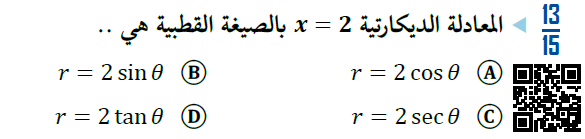 13/15 ◀ المعادلة الديكارتية x = 2 بالصيغة القطبية هي ..
Ⓐ r = 2 cos θ Ⓑ r = 2 sin θ
Ⓒ r = 2 sec θ Ⓓ r = 2 tan θ